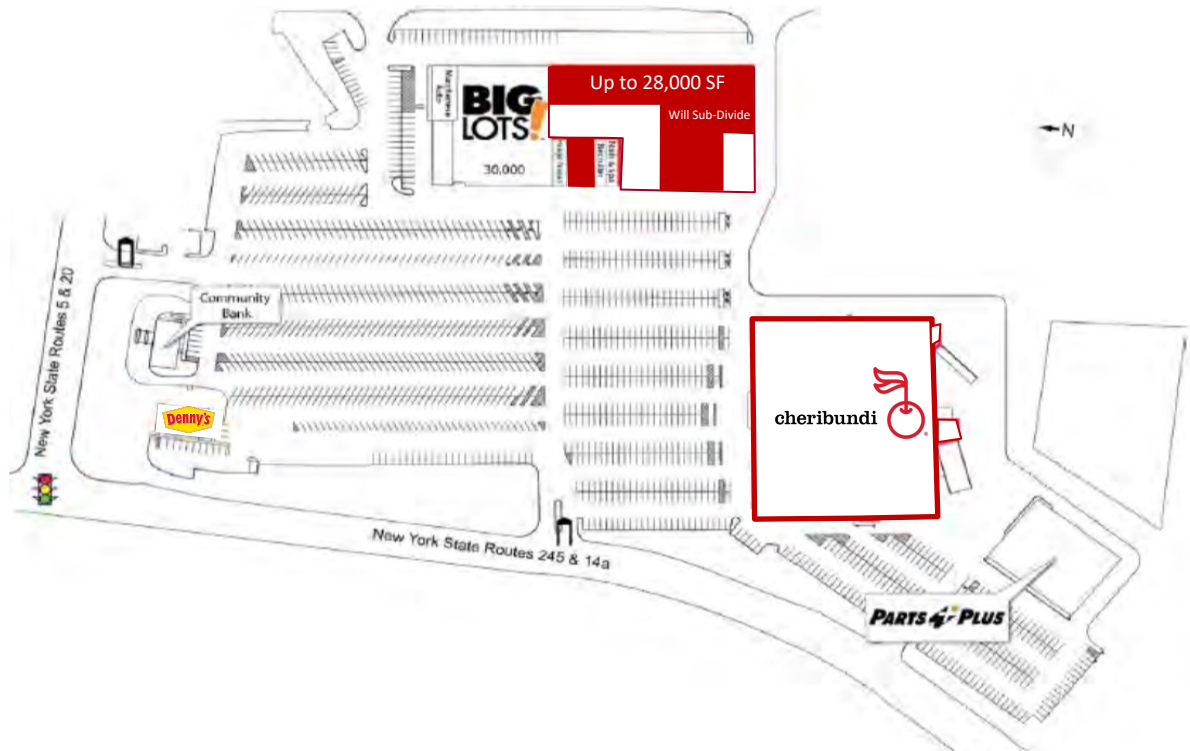 Up to 28,000 SF
Will Sub-Divide
BIG
LOTS!
30,000
N
Community
Bank
Denny's
New York State Routes 5 & 20
cheribundi
New York State Routes 245 & 14a
PARTS PLUS